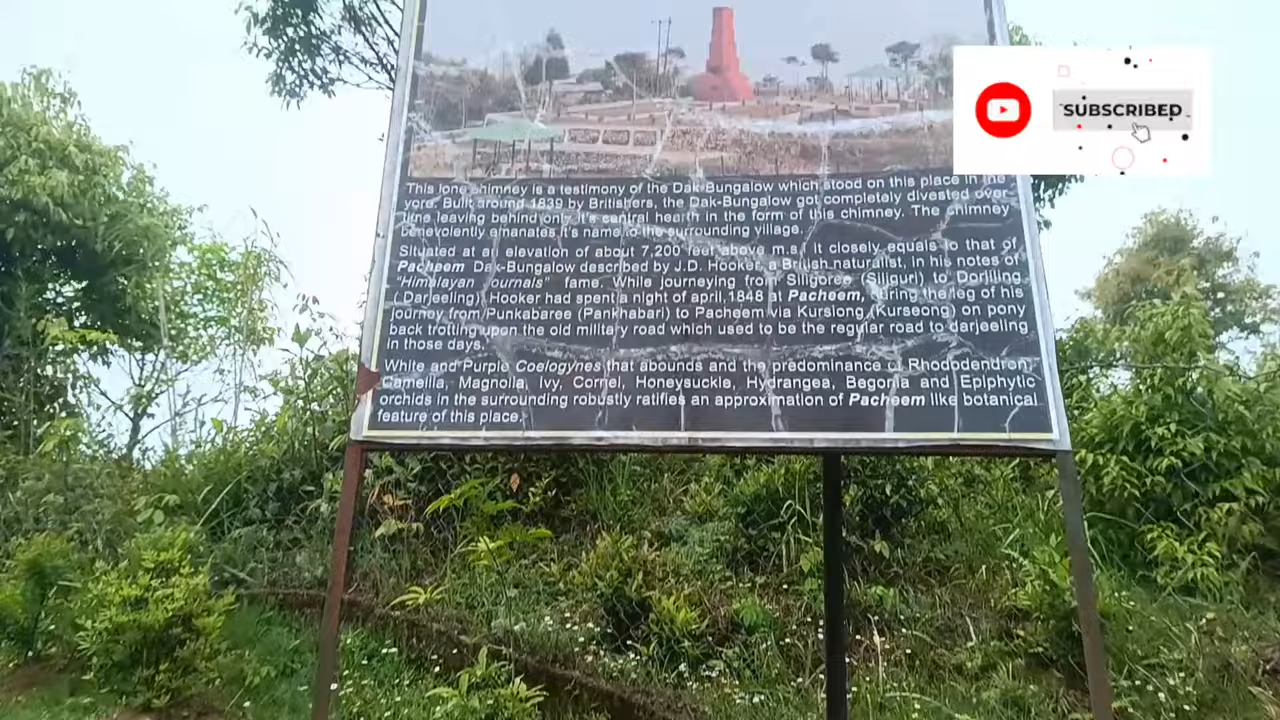 SUBSCRIBED
This lone chimney is a testimony of the Dak-Bungalow which stood on this place in the
yore. Built around 1839 by Britishers, the Dak-Bungalow got completely divested over
time leaving behind only it's central hearth in the form of this chimney. The chimney
benevolently emanates it's name to the surrounding village.
Situated at an elevation of about 7,200 feet above m.s.l it closely equals to that of
Pacheem Dak-Bungalow described by J.D. Hooker, a British naturalist, in his notes of
"Himalayan Journals" fame. While journeying from Siligoree (Siliguri) to Dorjiling
(Darjeeling) Hooker had spent a night of april,1848 at Pacheem, during the leg of his
journey from Punkabaree (Pankhabari) to Pacheem via Kursiong (Kurseong) on pony
back trotting upon the old military road which used to be the regular road to darjeeling
in those days.
White and Purple Coelogynes that abounds and the predominance of Rhododendron,
Camellia, Magnolia, Ivy, Cornel, Honeysuckle, Hydrangea, Begonia and Epiphytic
orchids in the surrounding robustly ratifies an approximation of Pacheem like botanical
feature of this place.